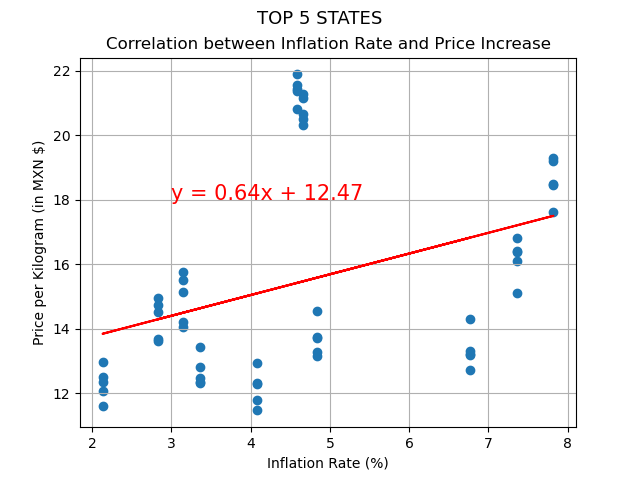 TOP 5 STATES
Correlation between Inflation Rate and Price Increase
22
20
18
16
14
12
Price per Kilogram (in MXN $)
y = 0.64x + 12.47
2 3 4 5 6 7 8
Inflation Rate (%)